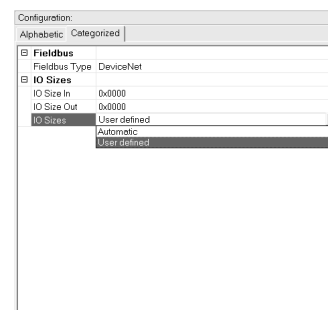 Configuration:
Alphabetic Categorized
Fieldbus
Fieldbus Type DeviceNet
IO Sizes
IO Size In 0x0000
IO Size Out 0x0000
IO Sizes User defined
Automatic
User defined